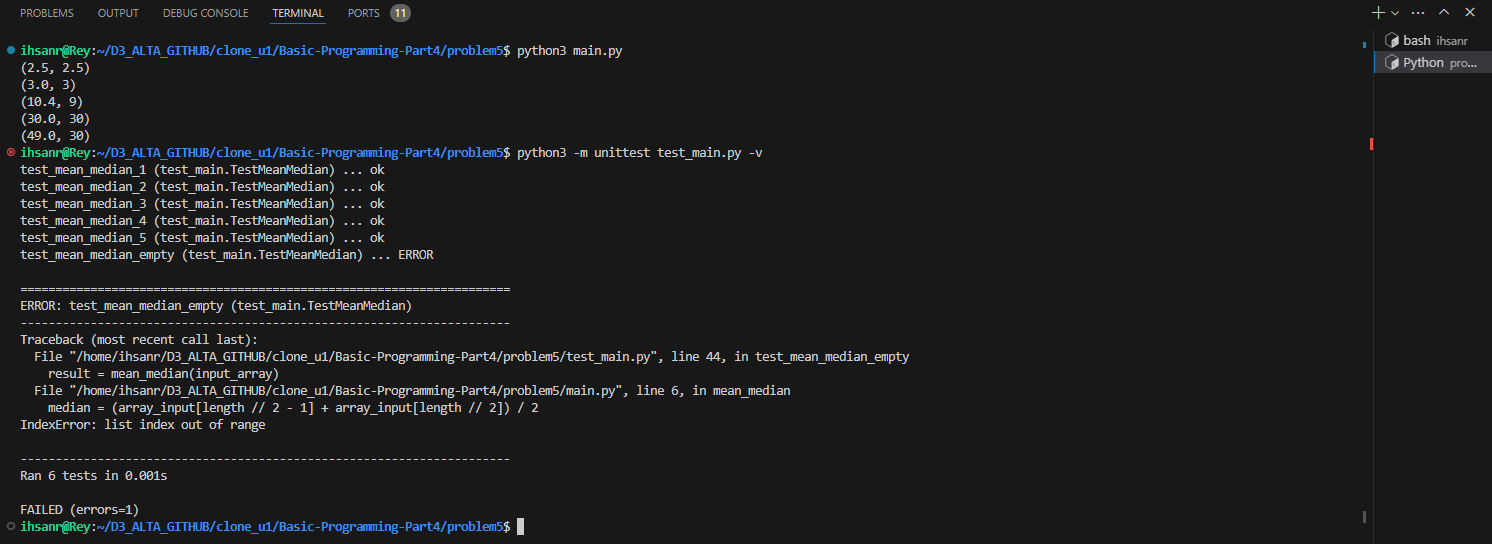 PROBLEMS OUTPUT DEBUG CONSOLE TERMINAL PORTS 11
bash ihsanr
Python pro...
ihsanr@Rey:~/D3_ALTA_GITHUB/clone_u1/Basic-Programming-Part4/problem5$ python3 main.py
(2.5, 2.5)
(3.0, 3)
(10.4, 9)
(30.0, 30)
(49.0, 30)
ihsanr@Rey:~/D3_ALTA_GITHUB/clone_u1/Basic-Programming-Part4/problem5$ python3 -m unittest test_main.py -v
test_mean_median_1 (test_main.TestMeanMedian) ... ok
test_mean_median_2 (test_main.TestMeanMedian) ... ok
test_mean_median_3 (test_main.TestMeanMedian) ... ok
test_mean_median_4 (test_main.TestMeanMedian) ... ok
test_mean_median_5 (test_main.TestMeanMedian) ... ok
test_mean_median_empty (test_main.TestMeanMedian) ... ERROR
======================================================================
ERROR: test_mean_median_empty (test_main.TestMeanMedian)
----------------------------------------------------------------------
Traceback (most recent call last):
  File "/home/ihsanr/D3_ALTA_GITHUB/clone_u1/Basic-Programming-Part4/problem5/test_main.py", line 44, in test_mean_median_empty
    result = mean_median(input_array)
  File "/home/ihsanr/D3_ALTA_GITHUB/clone_u1/Basic-Programming-Part4/problem5/main.py", line 6, in mean_median
    median = (array_input[length // 2 - 1] + array_input[length // 2]) / 2
IndexError: list index out of range
----------------------------------------------------------------------
Ran 6 tests in 0.001s
FAILED (errors=1)
ihsanr@Rey:~/D3_ALTA_GITHUB/clone_u1/Basic-Programming-Part4/problem5$